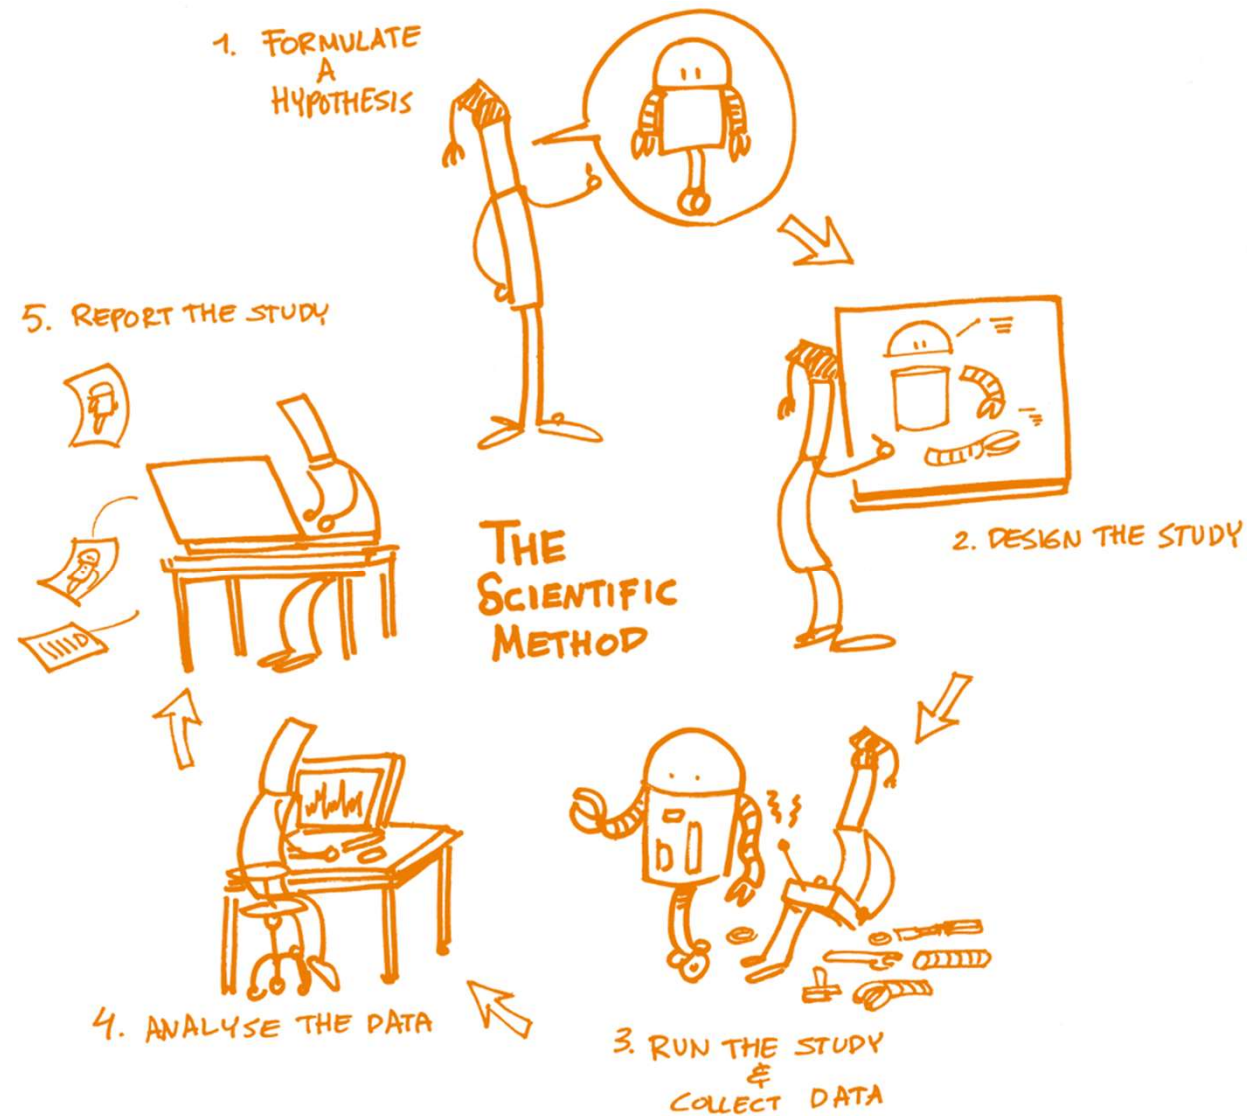 1. FORMULATE
A
HYPOTHESIS
5. REPORT THE STUDY
2. DESIGN THE STUDY
THE
SCIENTIFIC
METHOD
4. ANALYSE THE DATA
3. RUN THE STUDY
&
COLLECT DATA